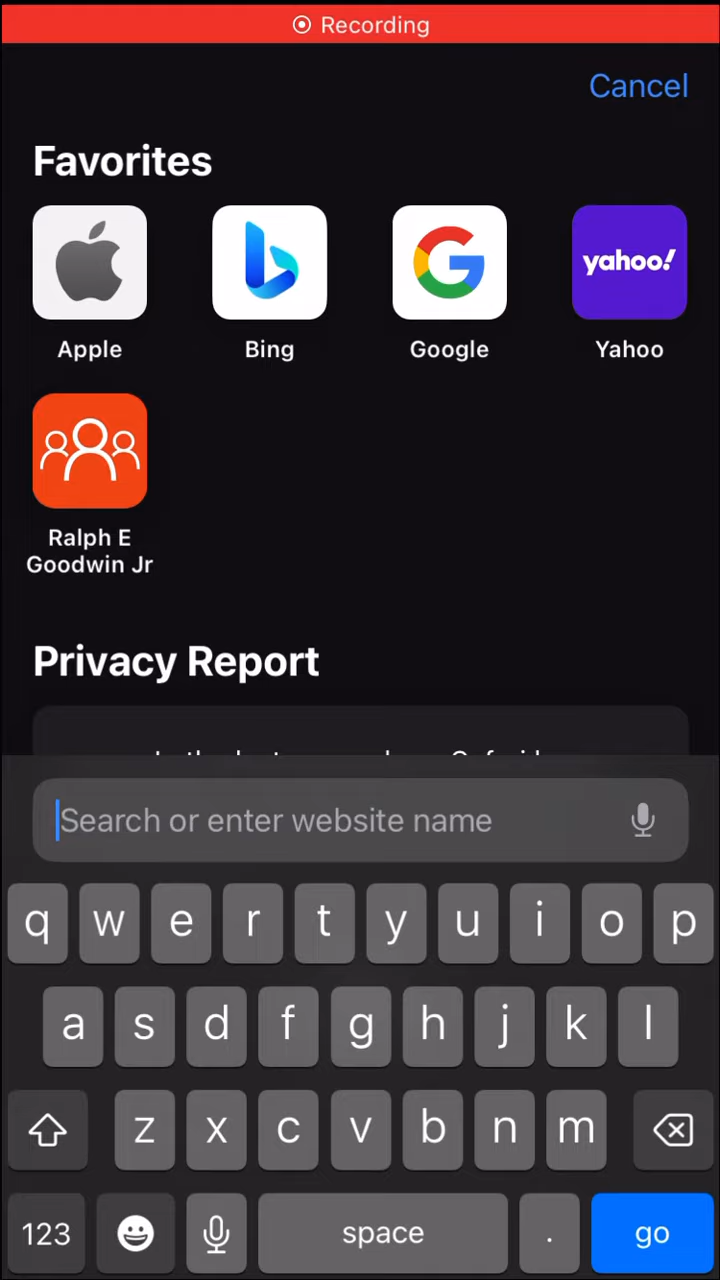 Recording
Cancel
Favorites
yahoo!
Apple
Bing
Google
Yahoo
Ralph E
Goodwin Jr
Privacy Report
Search or enter website name
q w e r t y u i o p
a s d f g h j k l
z x c v b n m
123 space . go